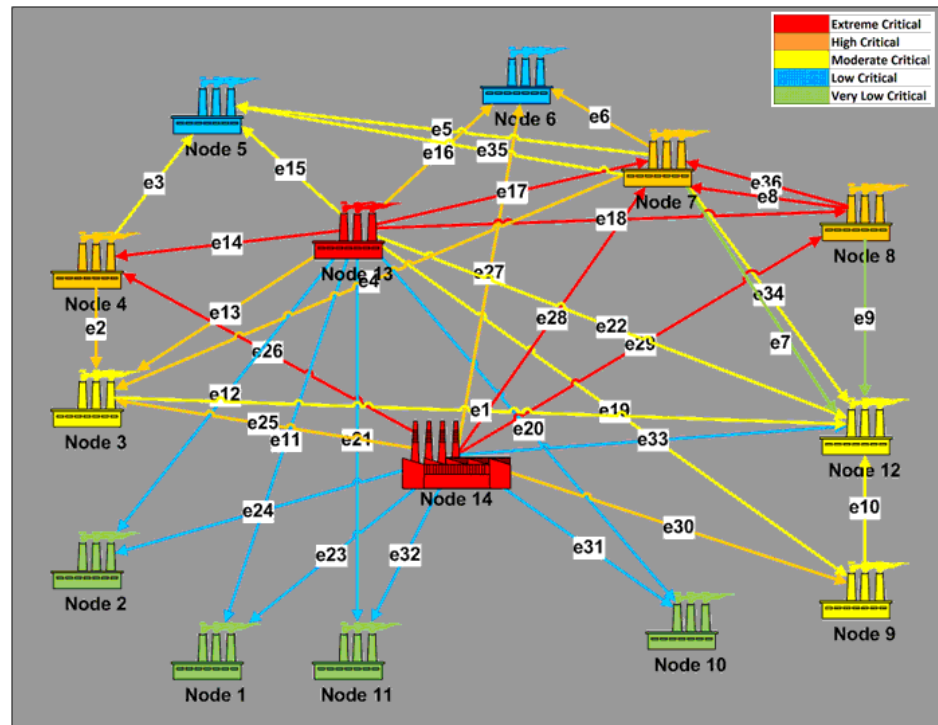 Extreme Critical
High Critical
Moderate Critical
Low Critical
Very Low Critical
Node 5
Node 6
Node 7
Node 8
Node 13
Node 4
Node 3
Node 12
Node 14
Node 2
Node 9
Node 1
Node 11
Node 10
e5
e6
e16
e35
e3
e15
e17
e36
e8
e18
e14
e4
e27
e34
e13
e28
e9
e2
e22
e7
e26
e29
e12
e1
e19
e25
e11
e21
e20
e33
e24
e10
e30
e23
e32
e31